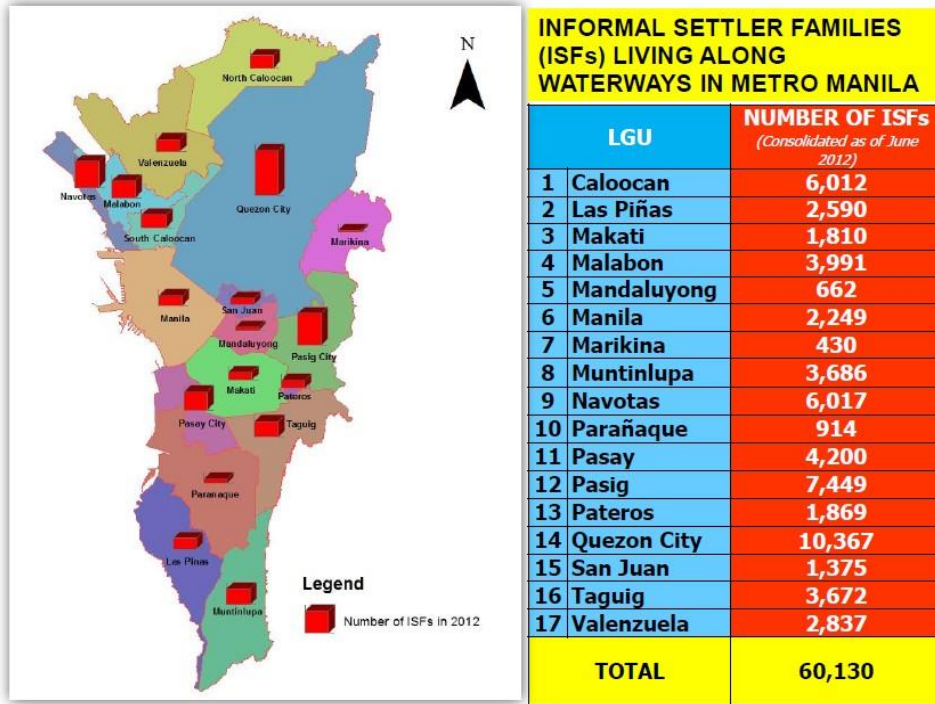 N
North Caloocan
Valenzuela
Navotas
Malabon
South Caloocan
Quezon City
Marikina
Manila
San Juan
Mandaluyong
Pasig City
Makati
Pateros
Pasay City
Taguig
Paranaque
Las Pinas
Muntinlupa
Legend
Number of ISFs in 2012
INFORMAL SETTLER FAMILIES
(ISFs) LIVING ALONG
WATERWAYS IN METRO MANILA
LGU NUMBER OF ISFs
(Consolidated as of June
2012)
1 Caloocan 6,012
2 Las Piñas 2,590
3 Makati 1,810
4 Malabon 3,991
5 Mandaluyong 662
6 Manila 2,249
7 Marikina 430
8 Muntinlupa 3,686
9 Navotas 6,017
10 Parañaque 914
11 Pasay 4,200
12 Pasig 7,449
13 Pateros 1,869
14 Quezon City 10,367
15 San Juan 1,375
16 Taguig 3,672
17 Valenzuela 2,837
TOTAL 60,130